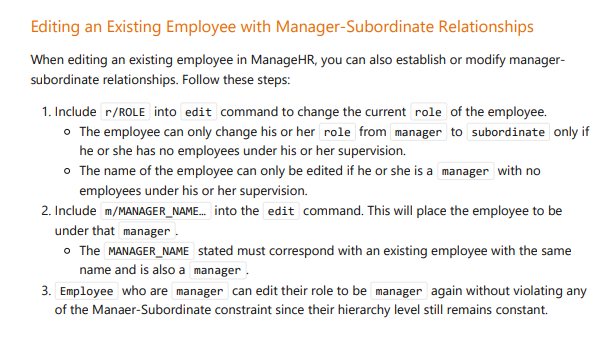 Editing an Existing Employee with Manager-Subordinate Relationships
When editing an existing employee in ManageHR, you can also establish or modify manager-
subordinate relationships. Follow these steps:
1. Include r/ROLE into edit command to change the current role of the employee.
○ The employee can only change his or her role from manager to subordinate only if
he or she has no employees under his or her supervision.
○ The name of the employee can only be edited if he or she is a manager with no
employees under his or her supervision.
2. Include m/MANAGER_NAME… into the edit command. This will place the employee to be
under that manager .
○ The MANAGER_NAME stated must correspond with an existing employee with the same
name and is also a manager .
3. Employee who are manager can edit their role to be manager again without violating any
of the Manaer-Subordinate constraint since their hierarchy level still remains constant.